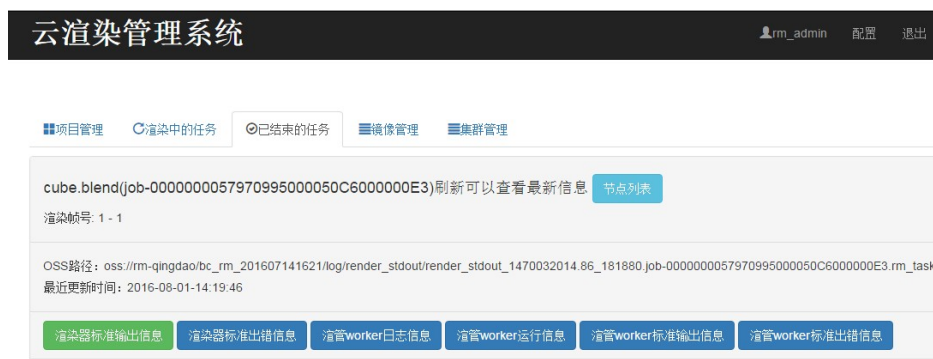 云渲染管理系统 rm_admin 配置 退出
项目管理 渲染中的任务 已结束的任务 镜像管理 集群管理
cube.blend(job-0000000057970995000050C6000000E3)刷新可以查看最新信息 节点列表
渲染帧号: 1 - 1
OSS路径：oss://rm-qingdao/bc_rm_201607141621/log/render_stdout/render_stdout_1470032014.86_181880.job-0000000057970995000050C6000000E3.rm_task
最近更新时间：2016-08-01-14:19:46
渲染器标准输出信息 渲染器标准出错信息 渲管worker日志信息 渲管worker运行信息 渲管worker标准输出信息 渲管worker标准出错信息